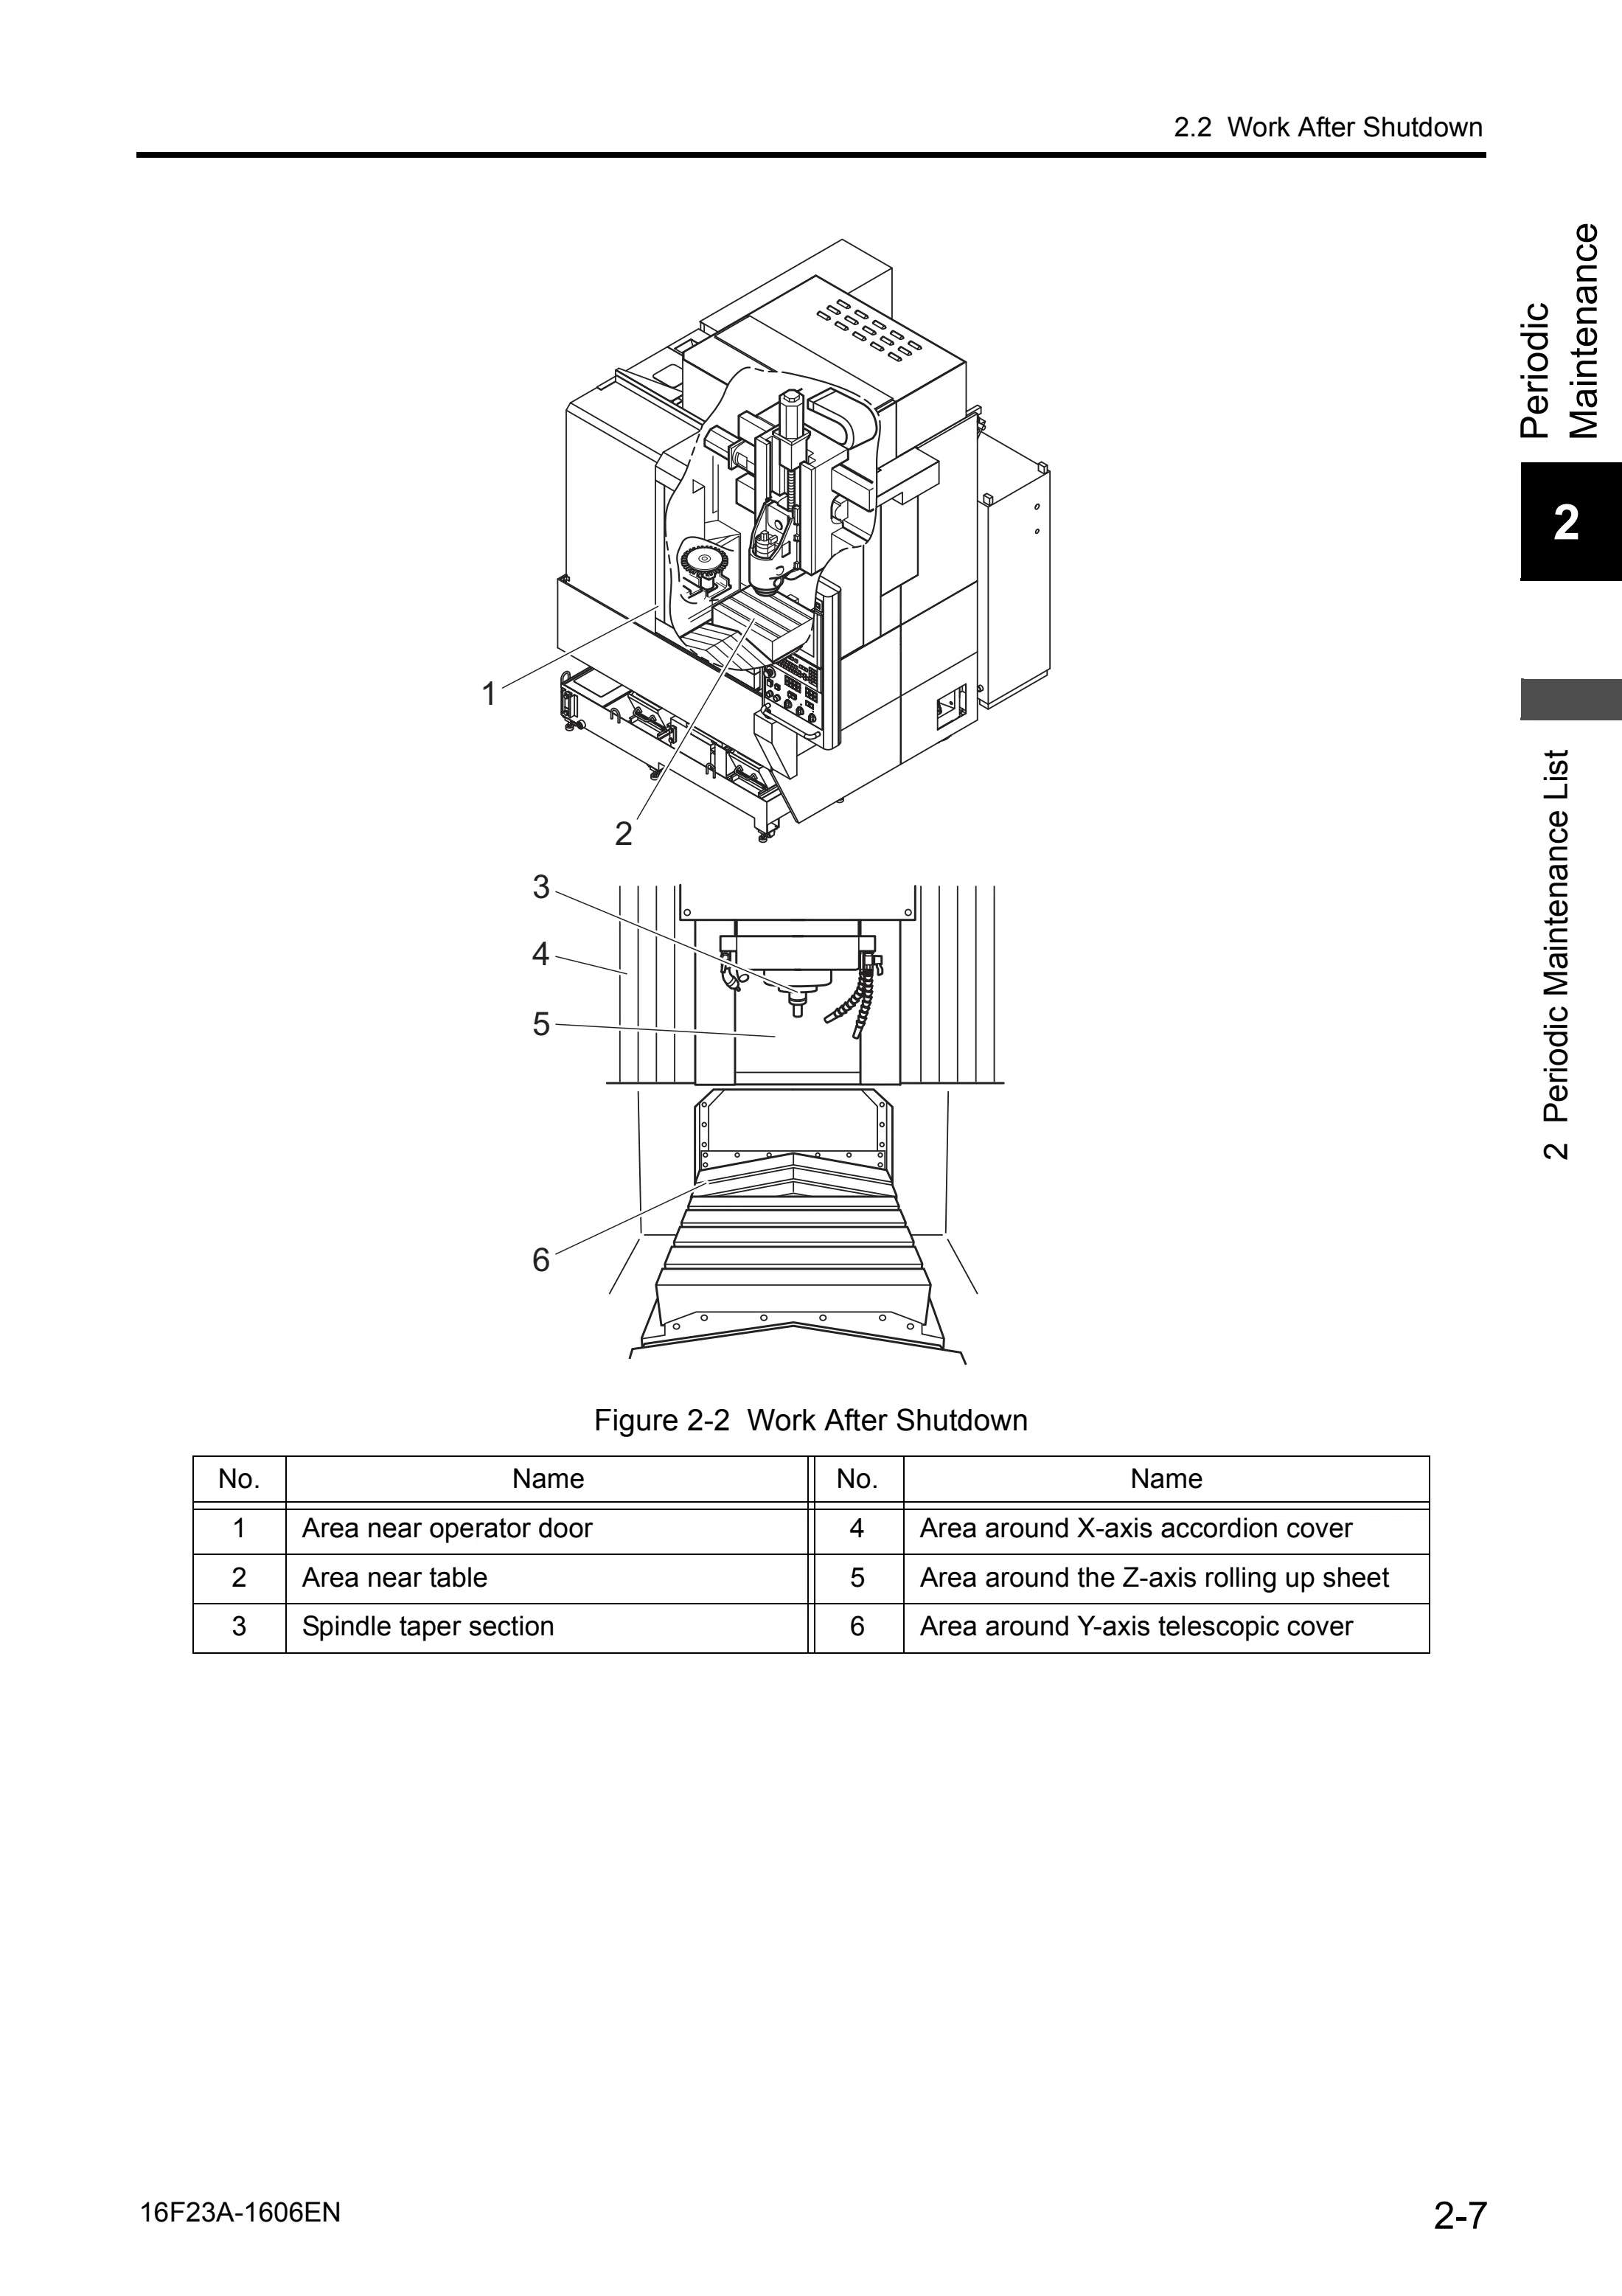 2.2 Work After Shutdown
Periodic
Maintenance
2
2 Periodic Maintenance List
1
2
3
4
5
6
Figure 2-2 Work After Shutdown
No. Name No. Name
1 Area near operator door 4 Area around X-axis accordion cover
2 Area near table 5 Area around the Z-axis rolling up sheet
3 Spindle taper section 6 Area around Y-axis telescopic cover
16F23A-1606EN
2-7